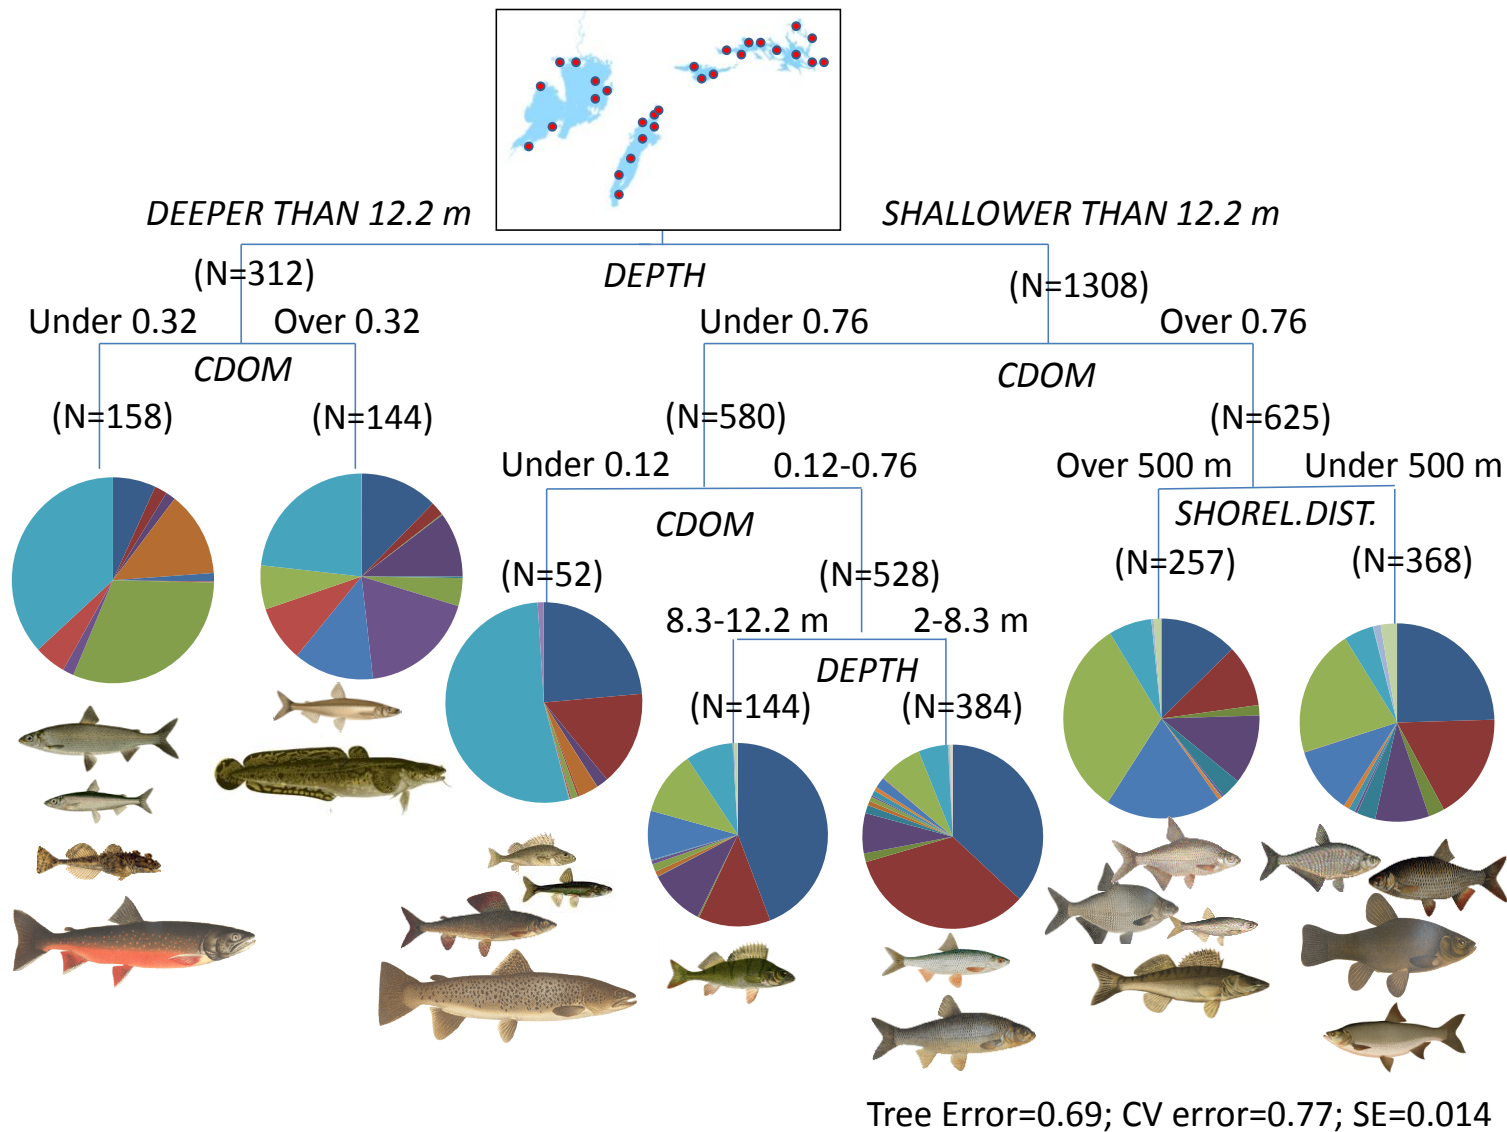 DEEPER THAN 12.2 m
SHALLOWER THAN 12.2 m
(N=312)
DEPTH
(N=1308)
Under 0.32
Over 0.32
Under 0.76
Over 0.76
CDOM
CDOM
(N=158)
(N=144)
(N=580)
(N=625)
Under 0.12
0.12-0.76
Over 500 m
Under 500 m
CDOM
SHOREL.DIST.
(N=52)
(N=528)
(N=257)
(N=368)
8.3-12.2 m
2-8.3 m
DEPTH
(N=144)
(N=384)
Tree Error=0.69; CV error=0.77; SE=0.014